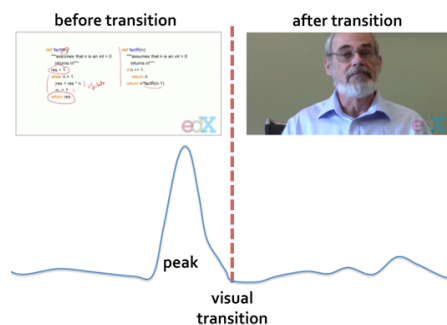 before transition
after transition
def factI(n):
"""assumes that n is an int > 0
returns n!"""
res = 1
while n > 1
res = res * n
return res
def factR(n):
"""assumes that n is an int > 0
returns n!"""
if n == 1:
return n
return n*factR(n-1)
edX
edX
peak
visual
transition